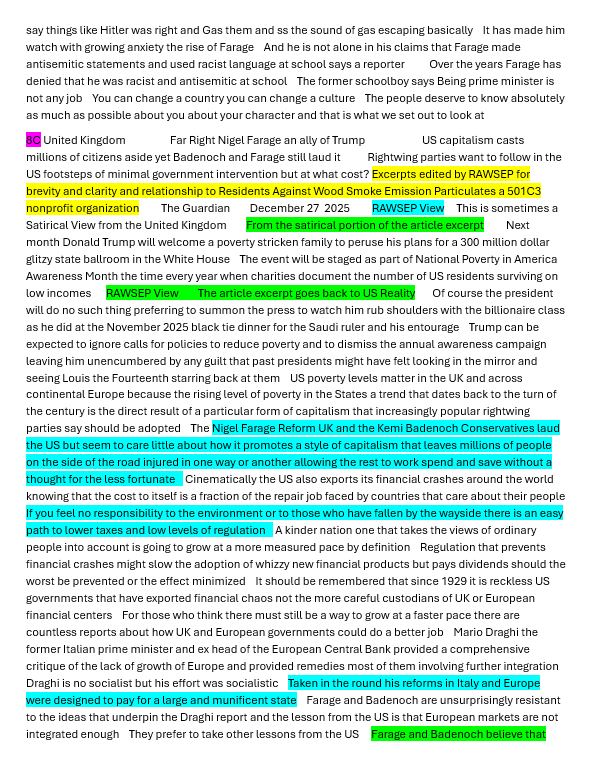 say things like Hitler was right and Gas them and ss the sound of gas escaping basically It has made him
watch with growing anxiety the rise of Farage And he is not alone in his claims that Farage made
antisemitic statements and used racist language at school says a reporter Over the years Farage has
denied that he was racist and antisemitic at school The former schoolboy says Being prime minister is
not any job You can change a country you can change a culture The people deserve to know absolutely
as much as possible about you about your character and that is what we set out to look at
8C United Kingdom Far Right Nigel Farage an ally of Trump US capitalism casts
millions of citizens aside yet Badenoch and Farage still laud it Rightwing parties want to follow in the
US footsteps of minimal government intervention but at what cost? Excerpts edited by RAWSEP for
brevity and clarity and relationship to Residents Against Wood Smoke Emission Particulates a 501C3
nonprofit organization The Guardian December 27 2025 RAWSEP View This is sometimes a
Satirical View from the United Kingdom From the satirical portion of the article excerpt Next
month Donald Trump will welcome a poverty stricken family to peruse his plans for a 300 million dollar
glitzy state ballroom in the White House The event will be staged as part of National Poverty in America
Awareness Month the time every year when charities document the number of US residents surviving on
low incomes RAWSEP View The article excerpt goes back to US Reality Of course the president
will do no such thing preferring to summon the press to watch him rub shoulders with the billionaire class
as he did at the November 2025 black tie dinner for the Saudi ruler and his entourage Trump can be
expected to ignore calls for policies to reduce poverty and to dismiss the annual awareness campaign
leaving him unencumbered by any guilt that past presidents might have felt looking in the mirror and
seeing Louis the Fourteenth starring back at them US poverty levels matter in the UK and across
continental Europe because the rising level of poverty in the States a trend that dates back to the turn of
the century is the direct result of a particular form of capitalism that increasingly popular rightwing
parties say should be adopted The Nigel Farage Reform UK and the Kemi Badenoch Conservatives laud
the US but seem to care little about how it promotes a style of capitalism that leaves millions of people
on the side of the road injured in one way or another allowing the rest to work spend and save without a
thought for the less fortunate Cinematically the US also exports its financial crashes around the world
knowing that the cost to itself is a fraction of the repair job faced by countries that care about their people
If you feel no responsibility to the environment or to those who have fallen by the wayside there is an easy
path to lower taxes and low levels of regulation A kinder nation one that takes the views of ordinary
people into account is going to grow at a more measured pace by definition Regulation that prevents
financial crashes might slow the adoption of whizzy new financial products but pays dividends should the
worst be prevented or the effect minimized It should be remembered that since 1929 it is reckless US
governments that have exported financial chaos not the more careful custodians of UK or European
financial centers For those who think there must still be a way to grow at a faster pace there are
countless reports about how UK and European governments could do a better job Mario Draghi the
former Italian prime minister and ex head of the European Central Bank provided a comprehensive
critique of the lack of growth of Europe and provided remedies most of them involving further integration
Draghi is no socialist but his effort was socialistic Taken in the round his reforms in Italy and Europe
were designed to pay for a large and munificent state Farage and Badenoch are unsurprisingly resistant
to the ideas that underpin the Draghi report and the lesson from the US is that European markets are not
integrated enough They prefer to take other lessons from the US Farage and Badenoch believe that